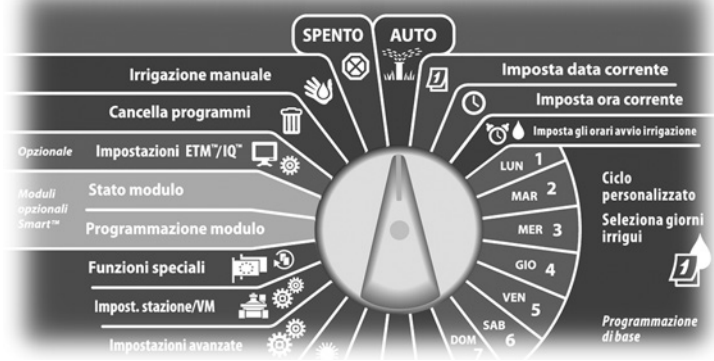 SPENTO
AUTO
Irrigazione manuale
Cancella programmi
Opzionale
Impostazioni ETM™/IQ™
Moduli
opzionali
Smart™
Stato modulo
Programmazione modulo
Funzioni speciali
Impost. stazione/VM
Impostazioni avanzate
Imposta data corrente
Imposta ora corrente
Imposta gli orari avvio irrigazione
LUN 1
MAR 2
MER 3
GIO 4
VEN 5
SAB 6
DOM 7
Ciclo
personalizzato
Seleziona giorni
irrigui
1
1
Programmazione
di base